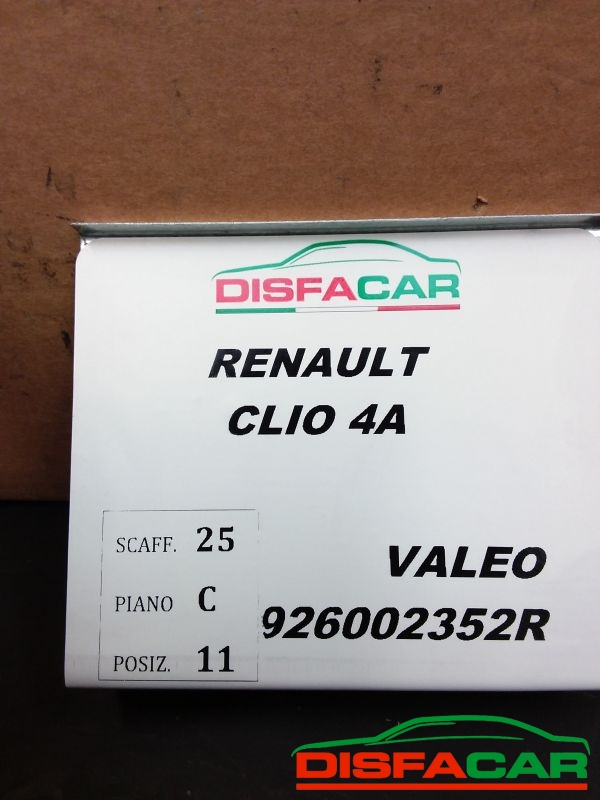 DISFACAR
RENAULT
CLIO 4A
SCAFF. 25
PIANO C
POSIZ. 11
VALEO
926002352R
DISFACAR